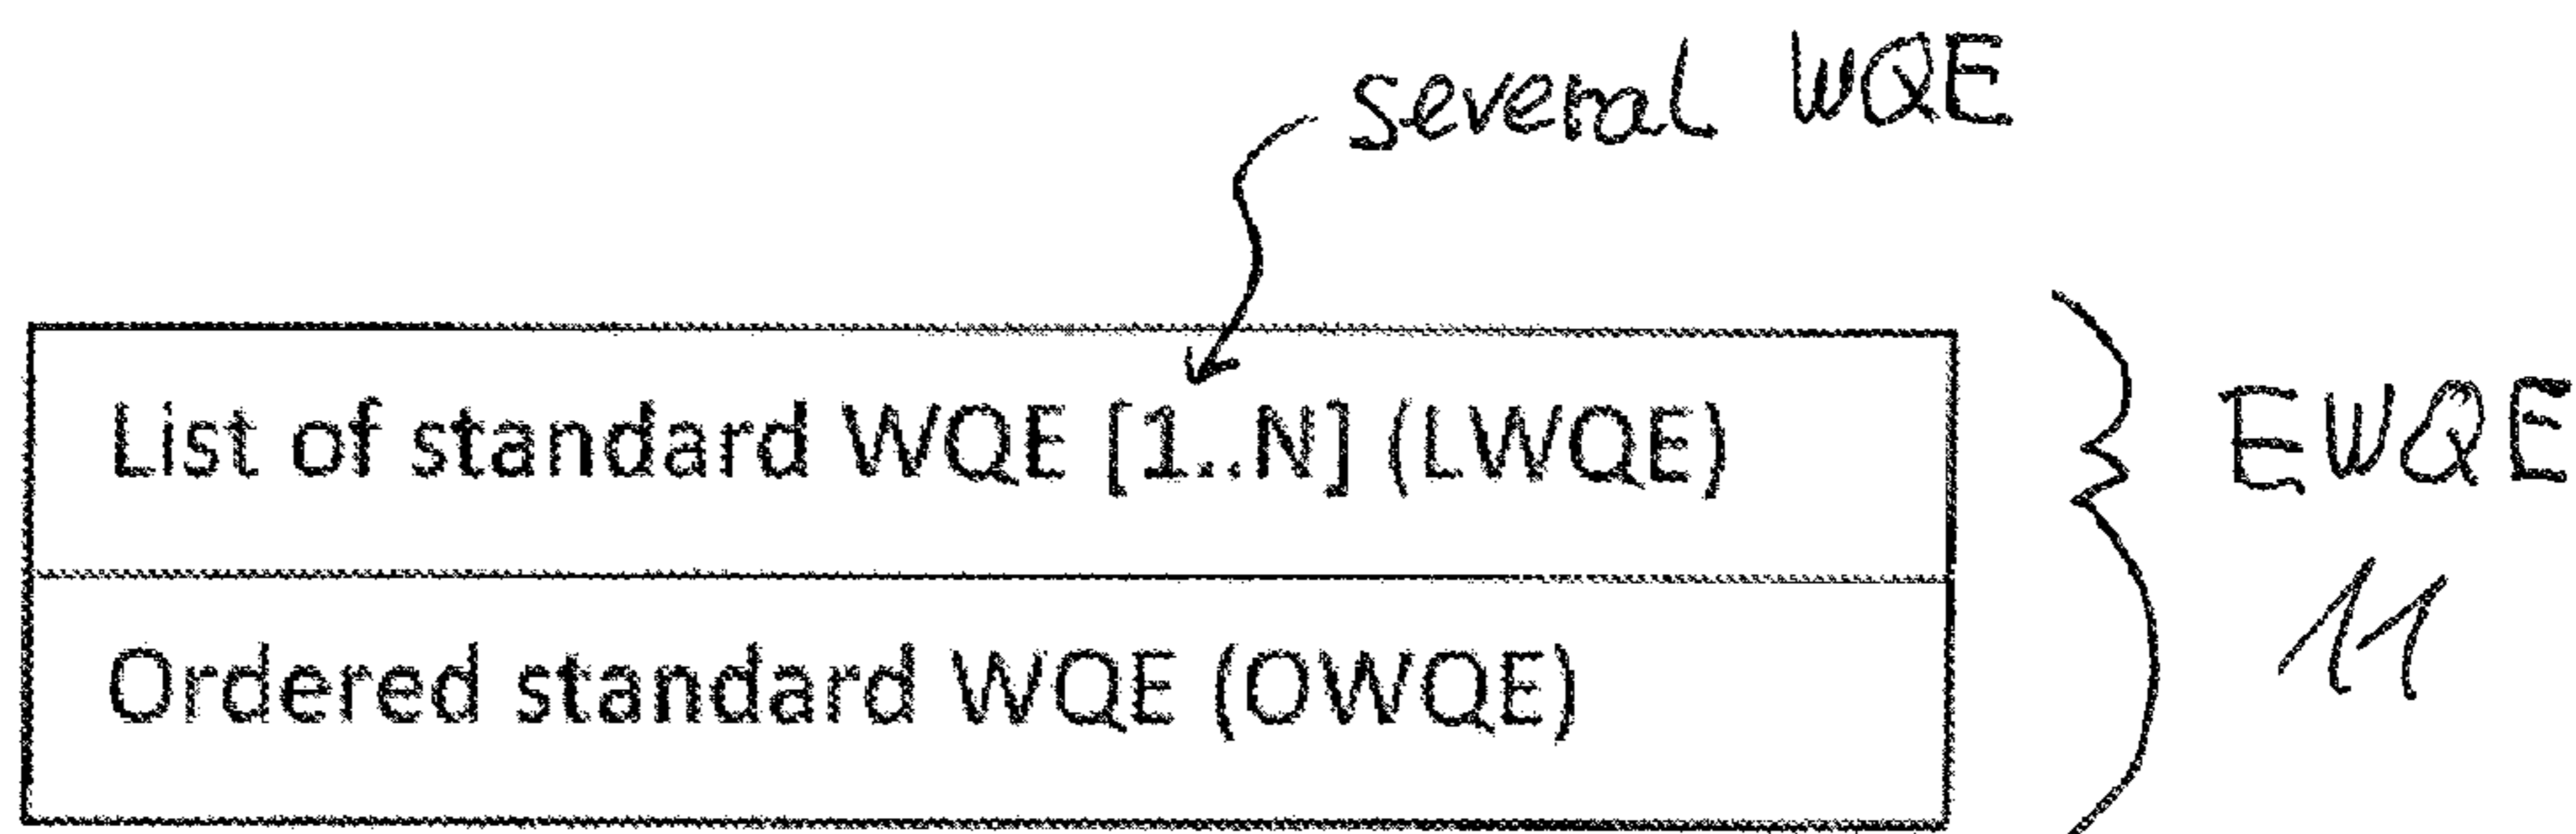 several WQE
List of standard WQE [1..N] (LWQE)
EWQE
11
Ordered standard WQE (OWQE)